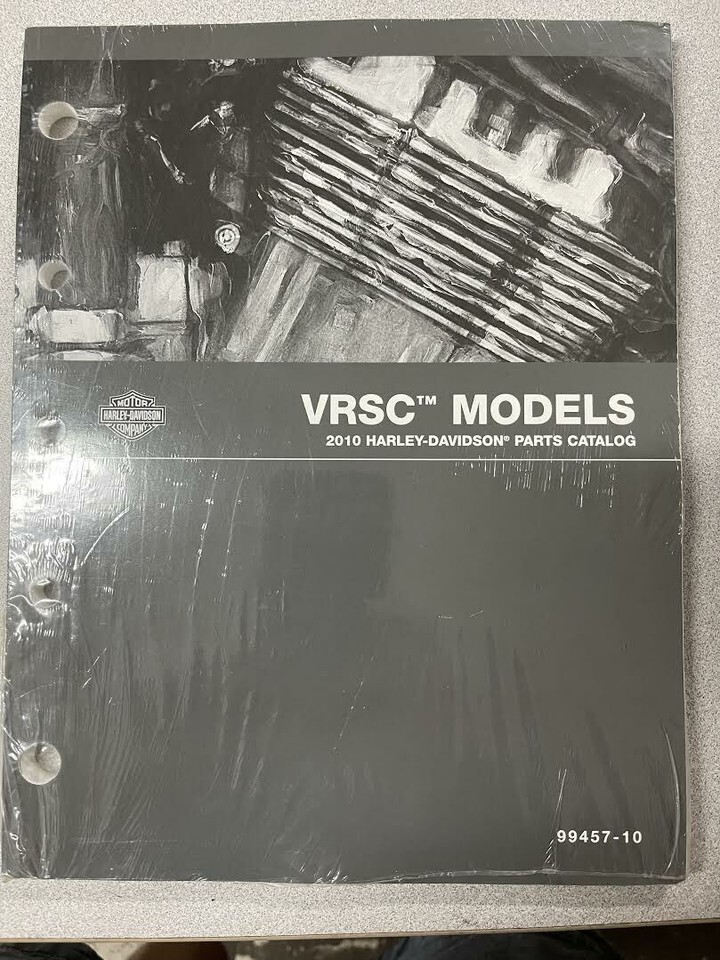 MOTOR
HARLEY-DAVIDSON
COMPANY
VRSC™ MODELS
2010 HARLEY-DAVIDSON® PARTS CATALOG
99457-10